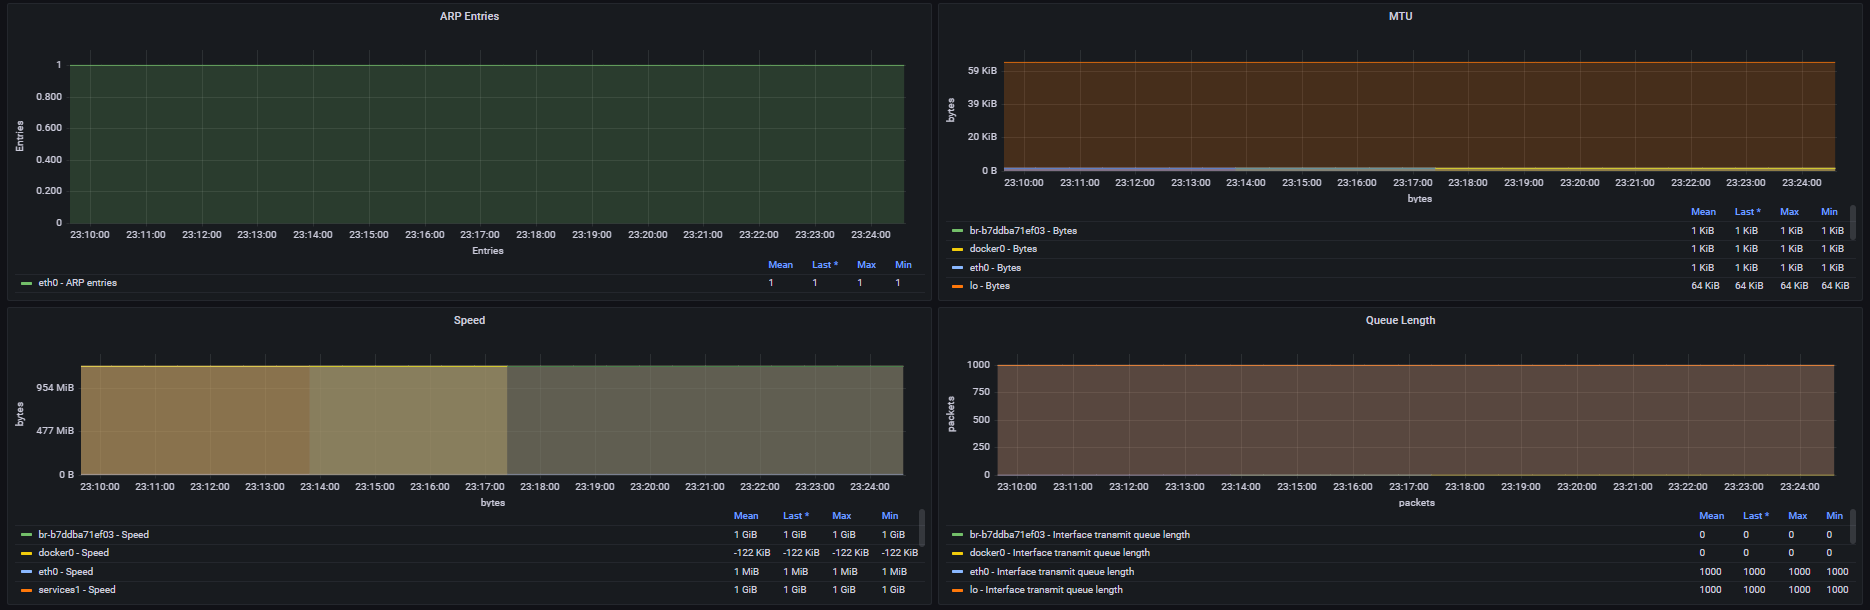 ARP Entries
Entries
1
0.800
0.600
0.400
0.200
0
23:10:00 23:11:00 23:12:00 23:13:00 23:14:00 23:15:00 23:16:00 23:17:00 23:18:00 23:19:00 23:20:00 23:21:00 23:22:00 23:23:00 23:24:00
Entries
Mean Last * Max Min
eth0 - ARP entries 1 1 1 1
MTU
bytes
59 KiB
39 KiB
20 KiB
0 B
23:10:00 23:11:00 23:12:00 23:13:00 23:14:00 23:15:00 23:16:00 23:17:00 23:18:00 23:19:00 23:20:00 23:21:00 23:22:00 23:23:00 23:24:00
bytes
Mean Last * Max Min
br-b7ddba71ef03 - Bytes 1 KiB 1 KiB 1 KiB 1 KiB
docker0 - Bytes 1 KiB 1 KiB 1 KiB 1 KiB
eth0 - Bytes 1 KiB 1 KiB 1 KiB 1 KiB
lo - Bytes 64 KiB 64 KiB 64 KiB 64 KiB
Speed
bytes
954 MiB
477 MiB
0 B
23:10:00 23:11:00 23:12:00 23:13:00 23:14:00 23:15:00 23:16:00 23:17:00 23:18:00 23:19:00 23:20:00 23:21:00 23:22:00 23:23:00 23:24:00
bytes
Mean Last * Max Min
br-b7ddba71ef03 - Speed 1 GiB 1 GiB 1 GiB 1 GiB
docker0 - Speed -122 KiB -122 KiB -122 KiB -122 KiB
eth0 - Speed 1 MiB 1 MiB 1 MiB 1 MiB
services1 - Speed 1 GiB 1 GiB 1 GiB 1 GiB
Queue Length
packets
1000
750
500
250
0
23:10:00 23:11:00 23:12:00 23:13:00 23:14:00 23:15:00 23:16:00 23:17:00 23:18:00 23:19:00 23:20:00 23:21:00 23:22:00 23:23:00 23:24:00
packets
Mean Last * Max Min
br-b7ddba71ef03 - Interface transmit queue length 0 0 0 0
docker0 - Interface transmit queue length 0 0 0 0
eth0 - Interface transmit queue length 1000 1000 1000 1000
lo - Interface transmit queue length 1000 1000 1000 1000